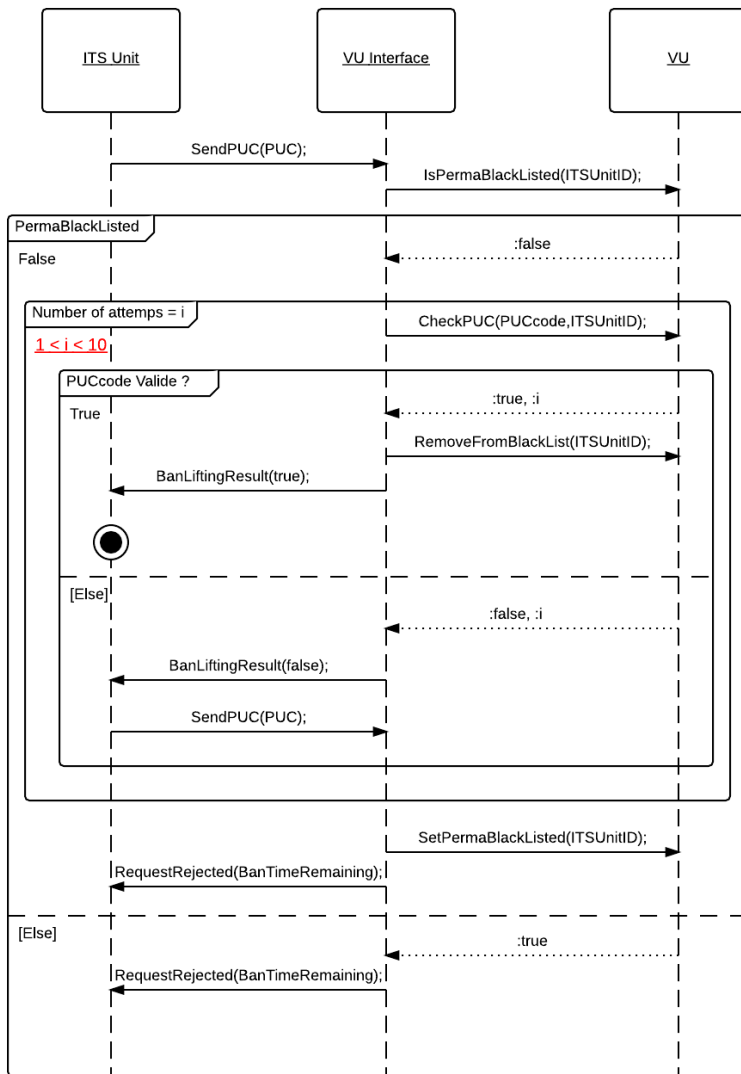 ITS Unit
VU Interface
VU
SendPUC(PUC);
IsPermaBlackListed(ITSUnitID);
PermaBlackListed
:false
False
Number of attemps = i
CheckPUC(PUCcode,ITSUnitID);
1 < i < 10
PUCcode Valide ?
:true, :i
True
RemoveFromBlackList(ITSUnitID);
BanLiftingResult(true);
[Else]
:false, :i
BanLiftingResult(false);
SendPUC(PUC);
SetPermaBlackListed(ITSUnitID);
RequestRejected(BanTimeRemaining);
[Else]
:true
RequestRejected(BanTimeRemaining);